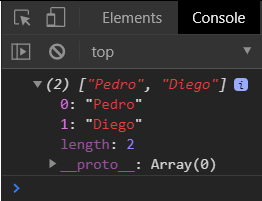 Elements Console
top
(2) ["Pedro", "Diego"] i
0: "Pedro"
1: "Diego"
length: 2
__proto__: Array(0)